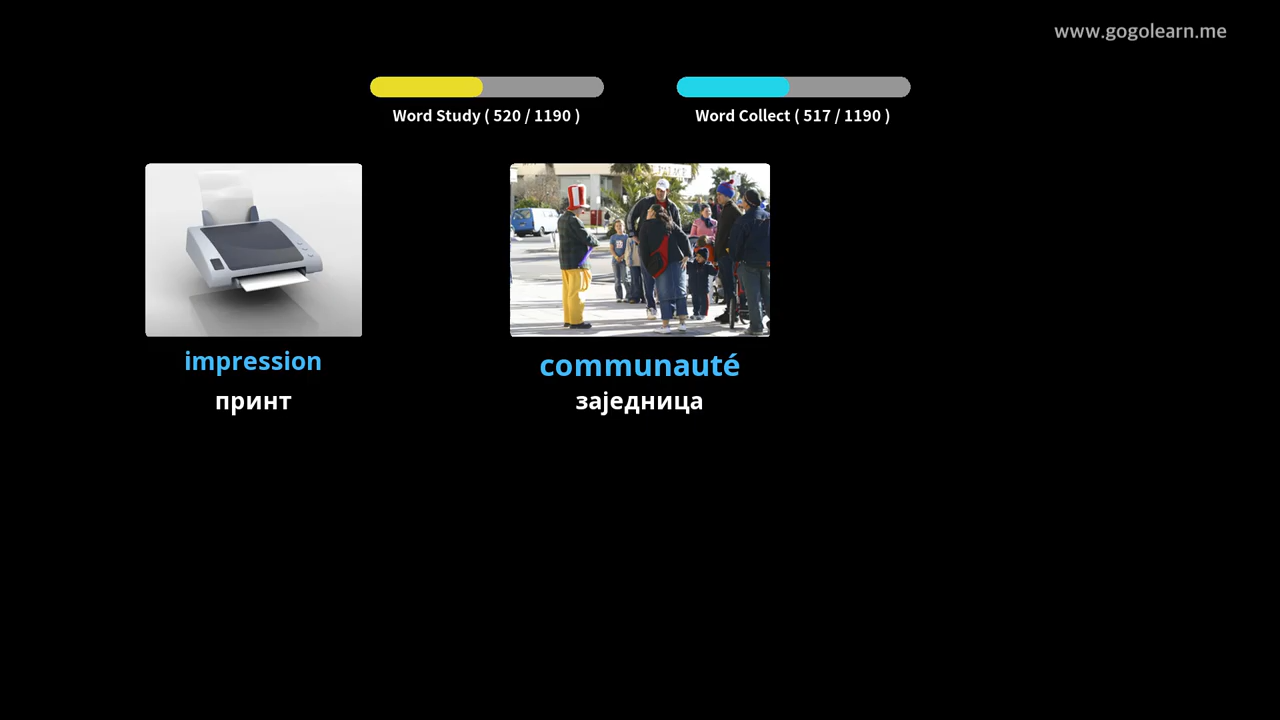 www.gogolearn.me
Word Study ( 520 / 1190 )
Word Collect ( 517 / 1190 )
impression
принт
communauté
заједница